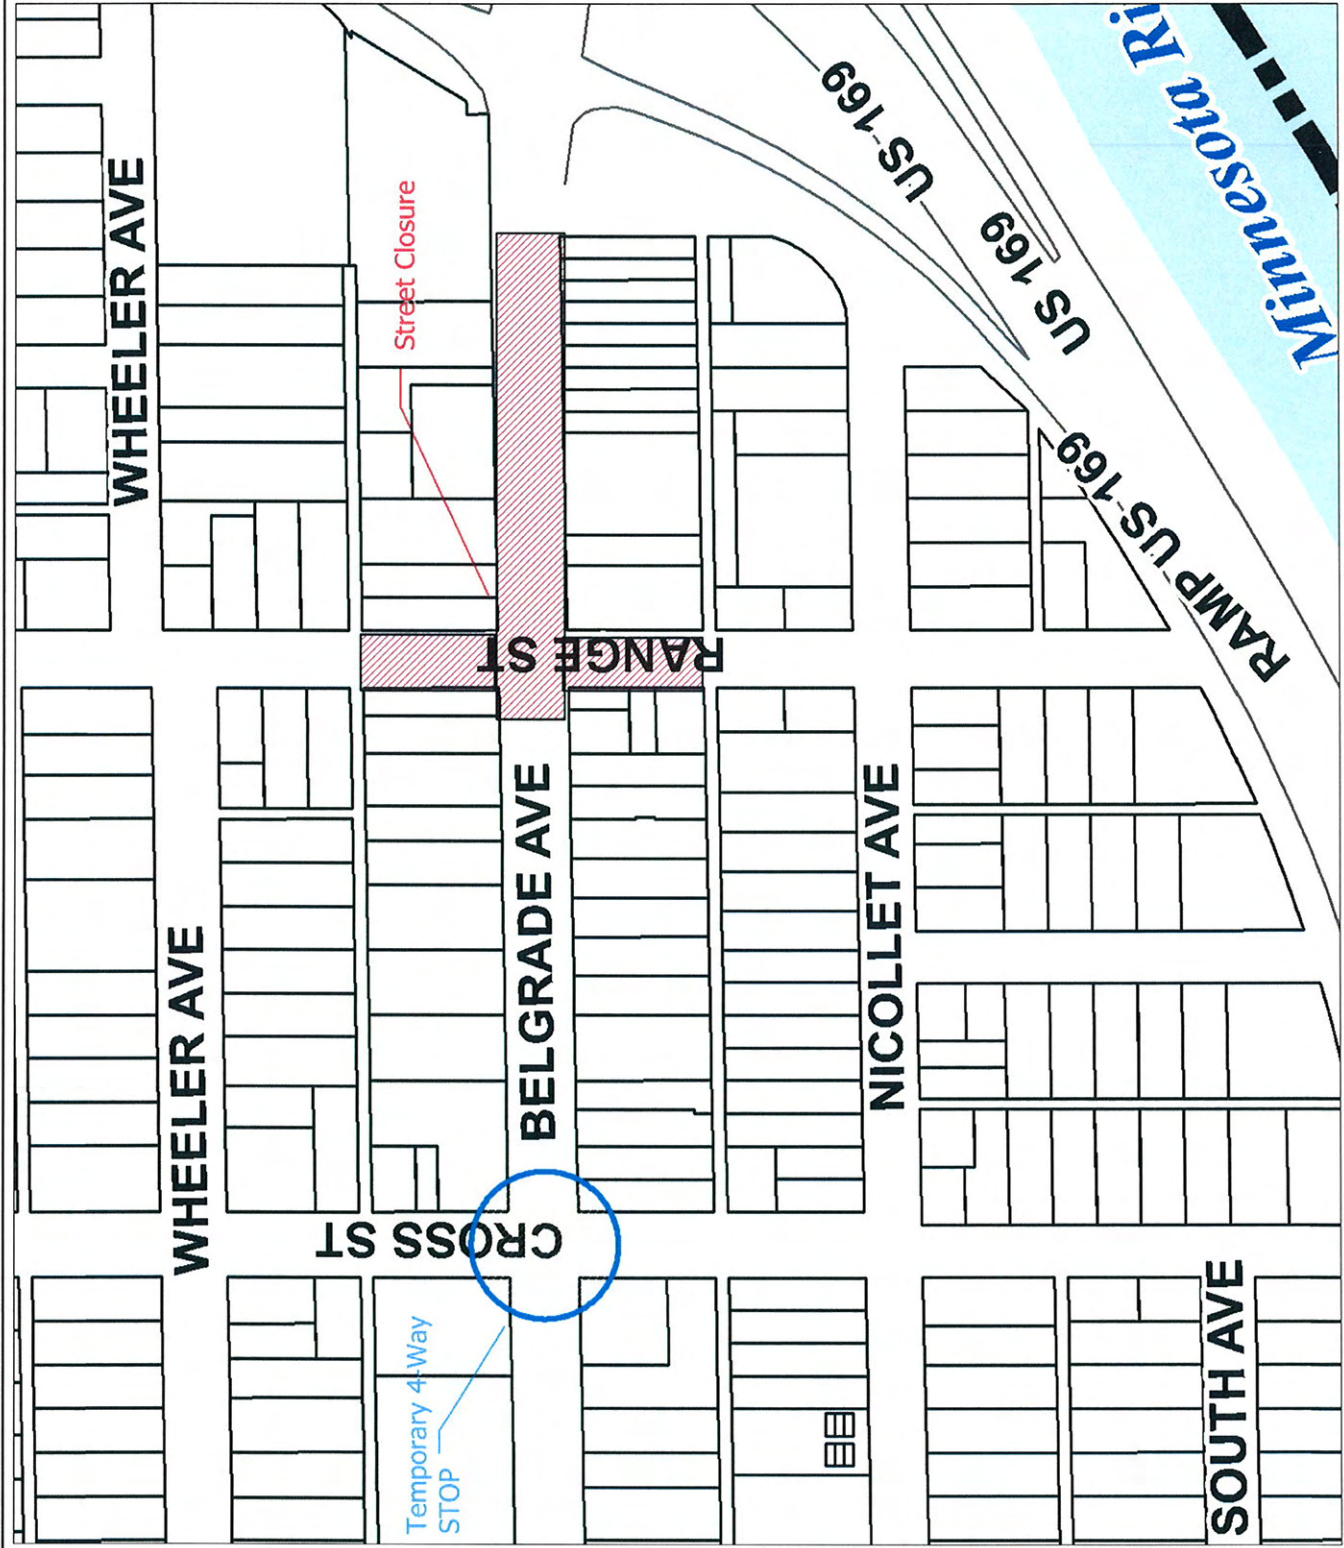 US 169
US 169
Minnesota Ri
WHEELER AVE
Street Closure
RAMP US 169
RANGE ST
BELGRADE AVE
NICOLLET AVE
WHEELER AVE
CROSS ST
Temporary 4-Way
STOP
SOUTH AVE